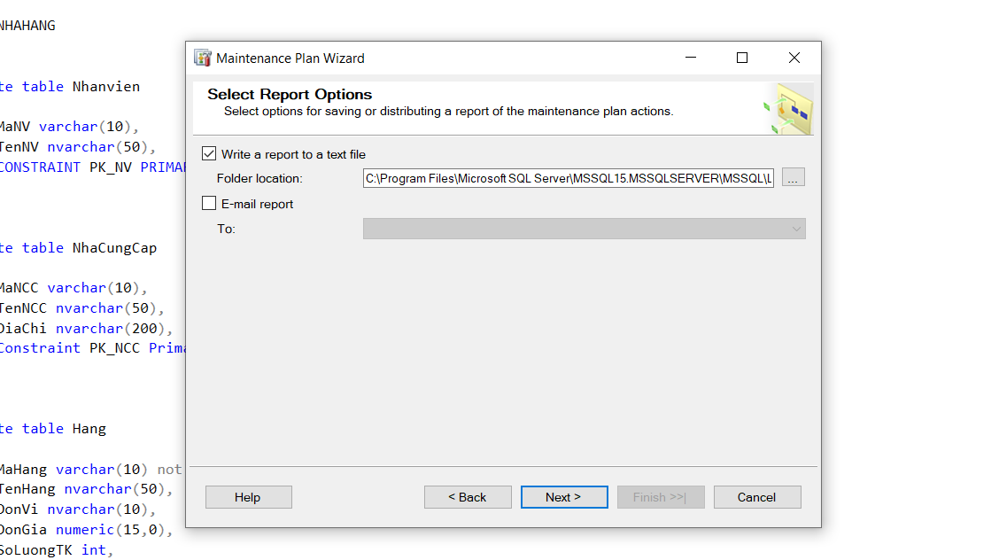 NHAHANG
te table Nhanvien
MaNV varchar(10),
TenNV nvarchar(50),
CONSTRAINT PK_NV PRIMAR
te table NhaCungCap
MaNCC varchar(10),
TenNCC nvarchar(50),
DiaChi nvarchar(200),
Constraint PK_NCC Prima
te table Hang
MaHang varchar(10) not
TenHang nvarchar(50),
DonVi nvarchar(10),
DonGia numeric(15,0),
SoLuongTK int,
Maintenance Plan Wizard
Select Report Options
Select options for saving or distributing a report of the maintenance plan actions.
Write a report to a text file
Folder location: C:\Program Files\Microsoft SQL Server\MSSQL15.MSSQLSERVER\MSSQL\L ...
E-mail report
To:
Help < Back Next > Finish >>| Cancel